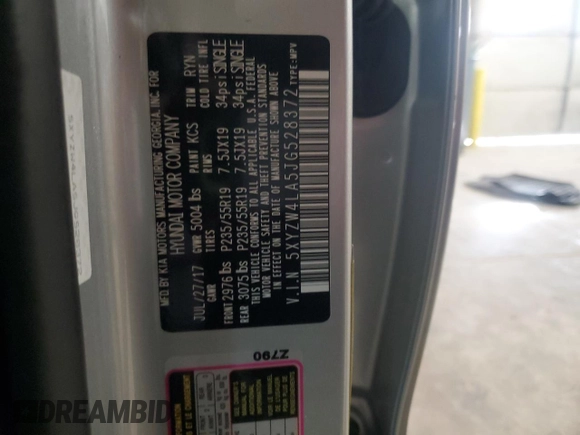 MFD BY KIA MOTORS MANUFACTURING GEORGIA, INC. FOR
HYUNDAI MOTOR COMPANY
JUL/27/17 PAINT KCS TRIM RYN
GVWR 5004 lbs
GAWR TIRES RIMS COLD TIRE INFL
FRONT 2976 lbs P235/55R19 7.5JX19 34psi SINGLE
REAR 3075 lbs P235/55R19 7.5JX19 34psi SINGLE
THIS VEHICLE CONFORMS TO ALL APPLICABLE U.S.A. FEDERAL
MOTOR VEHICLE SAFETY AND THEFT PREVENTION STANDARDS
IN EFFECT ON THE DATE OF MANUFACTURE SHOWN ABOVE.
V.I.N 5XYZW4LA5JG528372 TYPE:MPV
Z790
DREAMBID